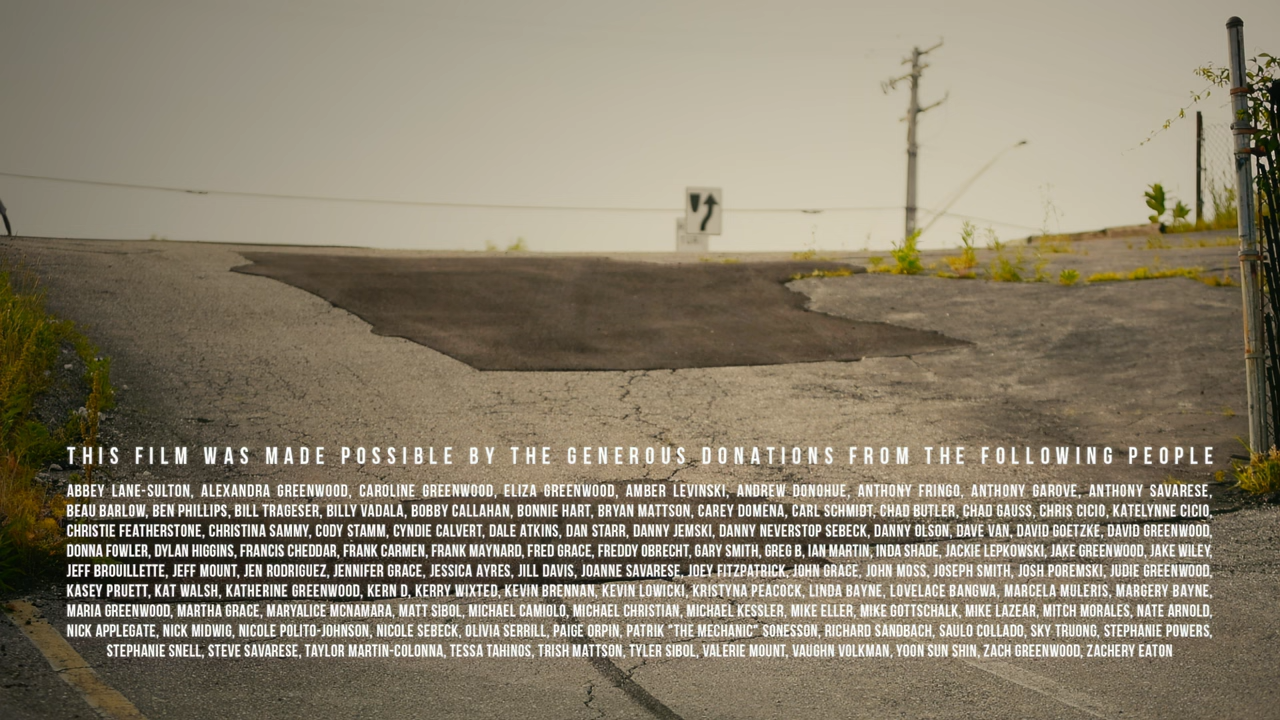 THIS FILM WAS MADE POSSIBLE BY THE GENEROUS DONATIONS FROM THE FOLLOWING PEOPLE
ABBEY LANE-SULTON, ALEXANDRA GREENWOOD, CAROLINE GREENWOOD, ELIZA GREENWOOD, AMBER LEVINSKI, ANDREW DONOHUE, ANTHONY FRINGO, ANTHONY GAROVE, ANTHONY SAVARESE,
BEAU BARLOW, BEN PHILLIPS, BILL TRAGESER, BILLY VADALA, BOBBY CALLAHAN, BONNIE HART, BRYAN MATTSON, CAREY DOMENA, CARL SCHMIDT, CHAD BUTLER, CHAD GAUSS, CHRIS CICIO, KATELYNNE CICIO,
CHRISTIE FEATHERSTONE, CHRISTINA SAMMY, CODY STAMM, CYNDIE CALVERT, DALE ATKINS, DAN STARR, DANNY JEMSKI, DANNY NEVERSTOP SEBECK, DANNY OLSON, DAVE VAN, DAVID GOETZKE, DAVID GREENWOOD,
DONNA FOWLER, DYLAN HIGGINS, FRANCIS CHEDDAR, FRANK CARMEN, FRANK MAYNARD, FRED GRACE, FREDDY OBRECHT, GARY SMITH, GREG B, IAN MARTIN, INDA SHADE, JACKIE LEPKOWSKI, JAKE GREENWOOD, JAKE WILEY,
JEFF BROUILLETTE, JEFF MOUNT, JEN RODRIGUEZ, JENNIFER GRACE, JESSICA AYRES, JILL DAVIS, JOANNE SAVARESE, JOEY FITZPATRICK, JOHN GRACE, JOHN MOSS, JOSEPH SMITH, JOSH POREMSKI, JUDIE GREENWOOD,
KASEY PRUETT, KAT WALSH, KATHERINE GREENWOOD, KERN D, KERRY WIXTED, KEVIN BRENNAN, KEVIN LOWICKI, KRISTYNA PEACOCK, LINDA BAYNE, LOVELACE BANGWA, MARCELA MULERIS, MARGERY BAYNE,
MARIA GREENWOOD, MARTHA GRACE, MARYALICE MCNAMARA, MATT SIBOL, MICHAEL CAMIOLO, MICHAEL CHRISTIAN, MICHAEL KESSLER, MIKE ELLER, MIKE GOTTSCHALK, MIKE LAZEAR, MITCH MORALES, NATE ARNOLD,
NICK APPLEGATE, NICK MIDWIG, NICOLE POLITO-JOHNSON, NICOLE SEBECK, OLIVIA SERRILL, PAIGE ORPIN, PATRIK "THE MECHANIC" SONESSON, RICHARD SANDBACH, SAULO COLLADO, SKY TRUONG, STEPHANIE POWERS,
STEPHANIE SNELL, STEVE SAVARESE, TAYLOR MARTIN-COLONNA, TESSA TAHINOS, TRISH MATTSON, TYLER SIBOL, VALERIE MOUNT, VAUGHN VOLKMAN, YOON SUN SHIN, ZACH GREENWOOD, ZACHERY EATON